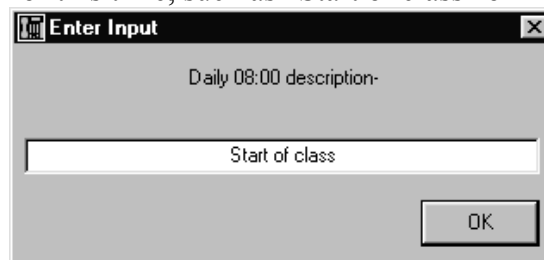 Enter Input
Daily 08:00 description-
Start of class
OK